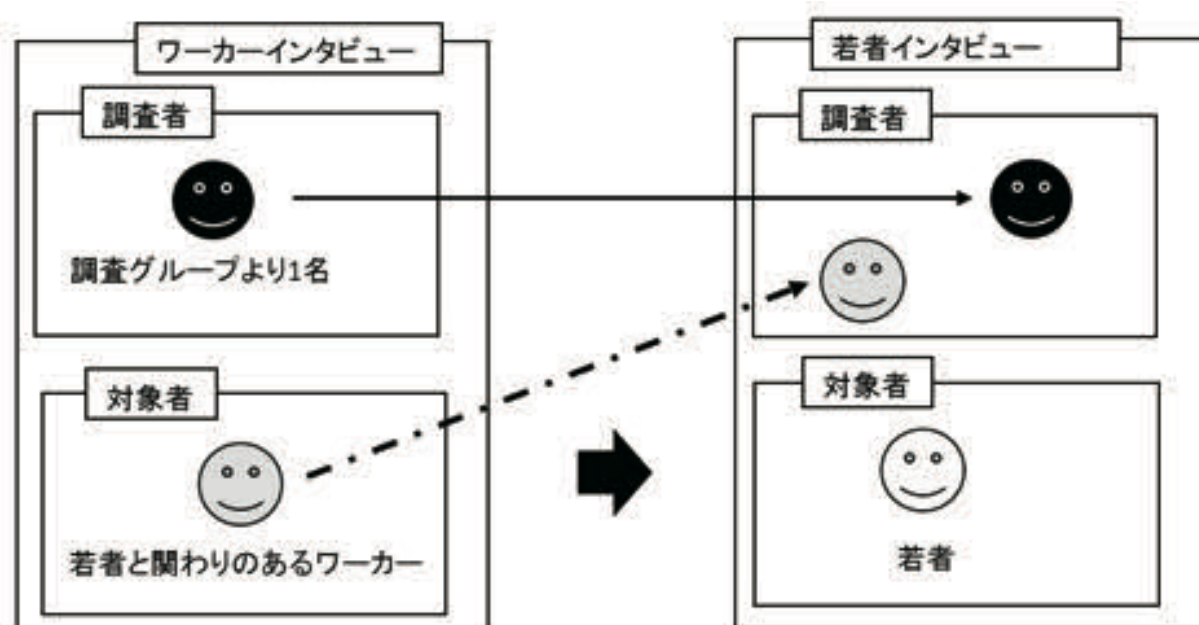 ワーカーインタビュー
調査者
調査グループより1名
対象者
若者と関わりのあるワーカー
若者インタビュー
調査者
対象者
若者